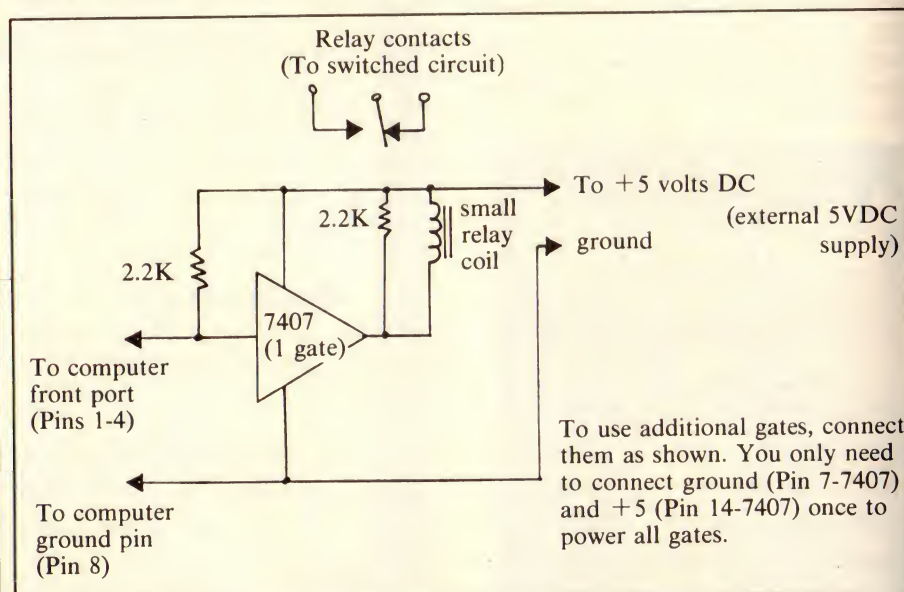 Relay contacts
(To switched circuit)
To +5 volts DC
(external 5VDC
supply)
2.2K
small
relay
coil
ground
2.2K
7407
(1 gate)
To computer
front port
(Pins 1-4)
To use additional gates, connect
them as shown. You only need
to connect ground (Pin 7-7407)
and +5 (Pin 14-7407) once to
power all gates.
To computer
ground pin
(Pin 8)